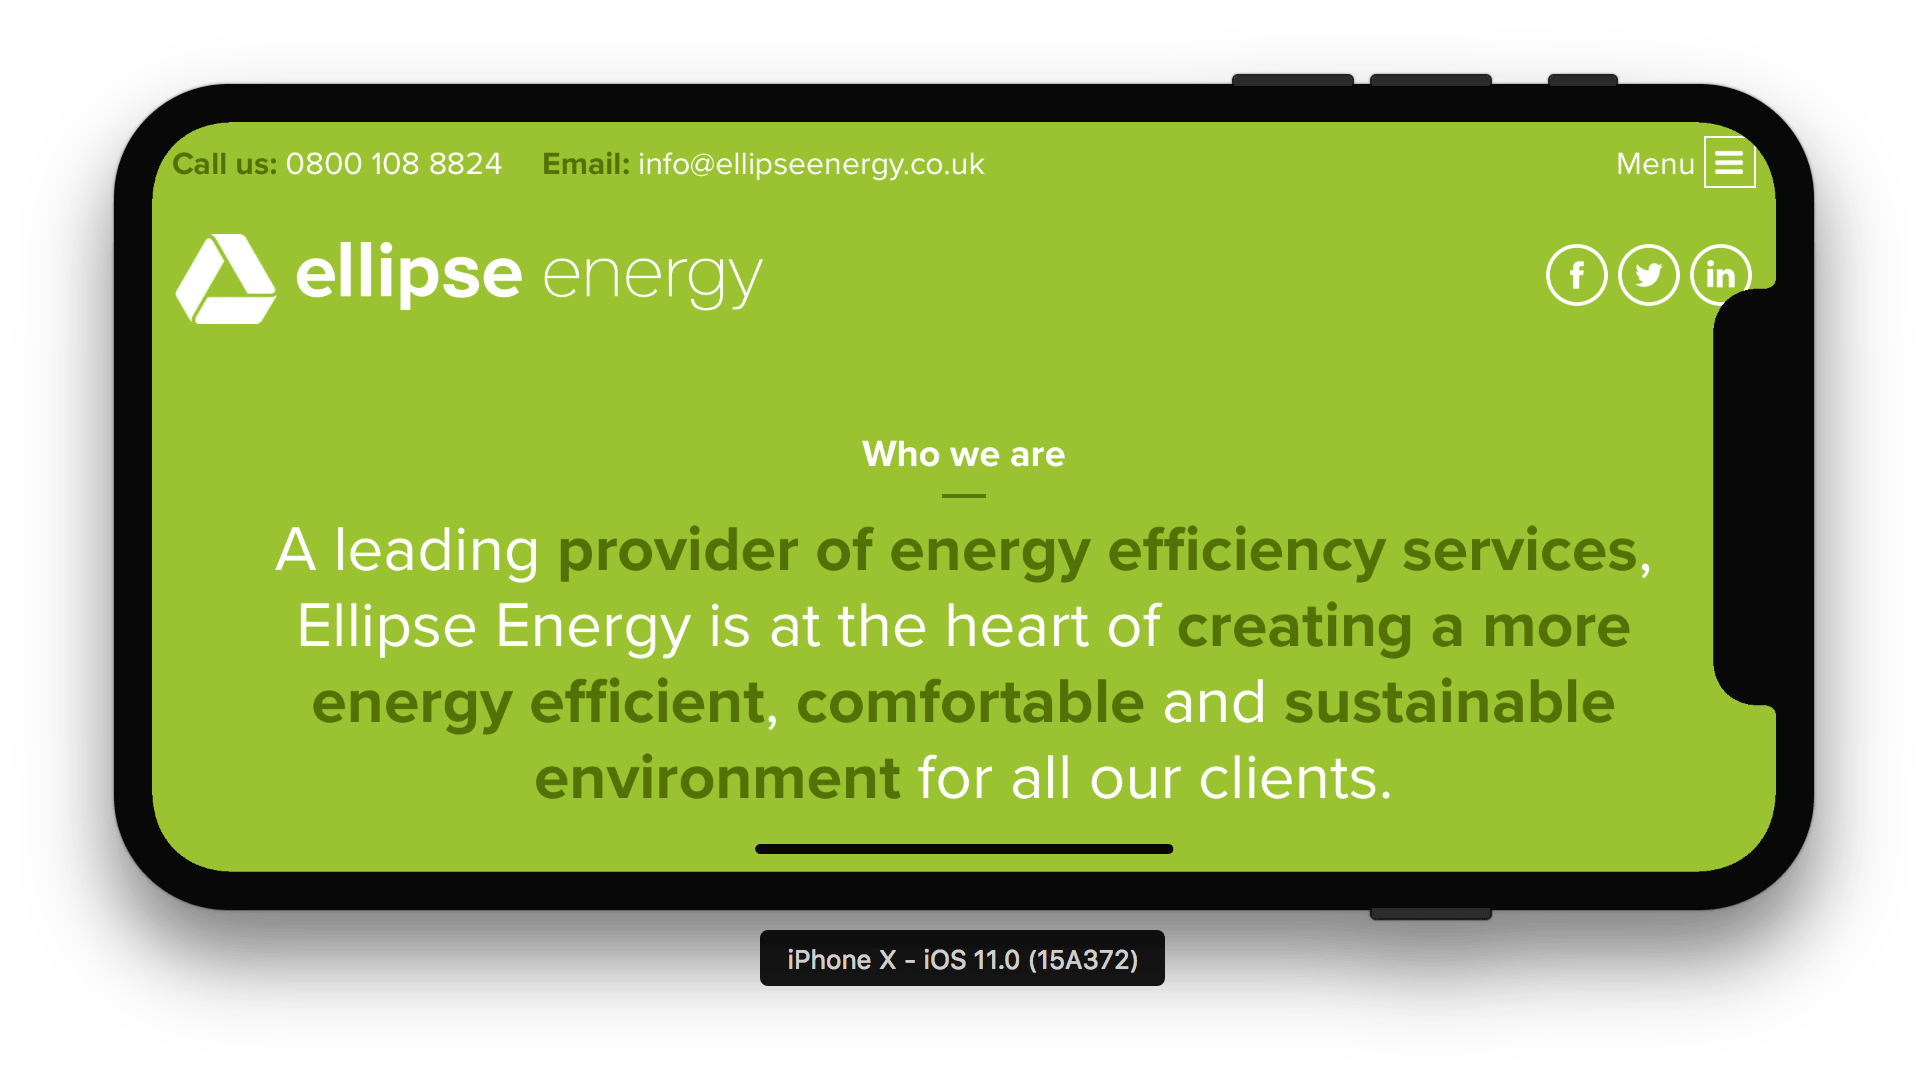 Call us: 0800 108 8824 Email: info@ellipseenergy.co.uk Menu
ellipse energy
f in
Who we are
A leading provider of energy efficiency services,
Ellipse Energy is at the heart of creating a more
energy efficient, comfortable and sustainable
environment for all our clients.
iPhone X - iOS 11.0 (15A372)